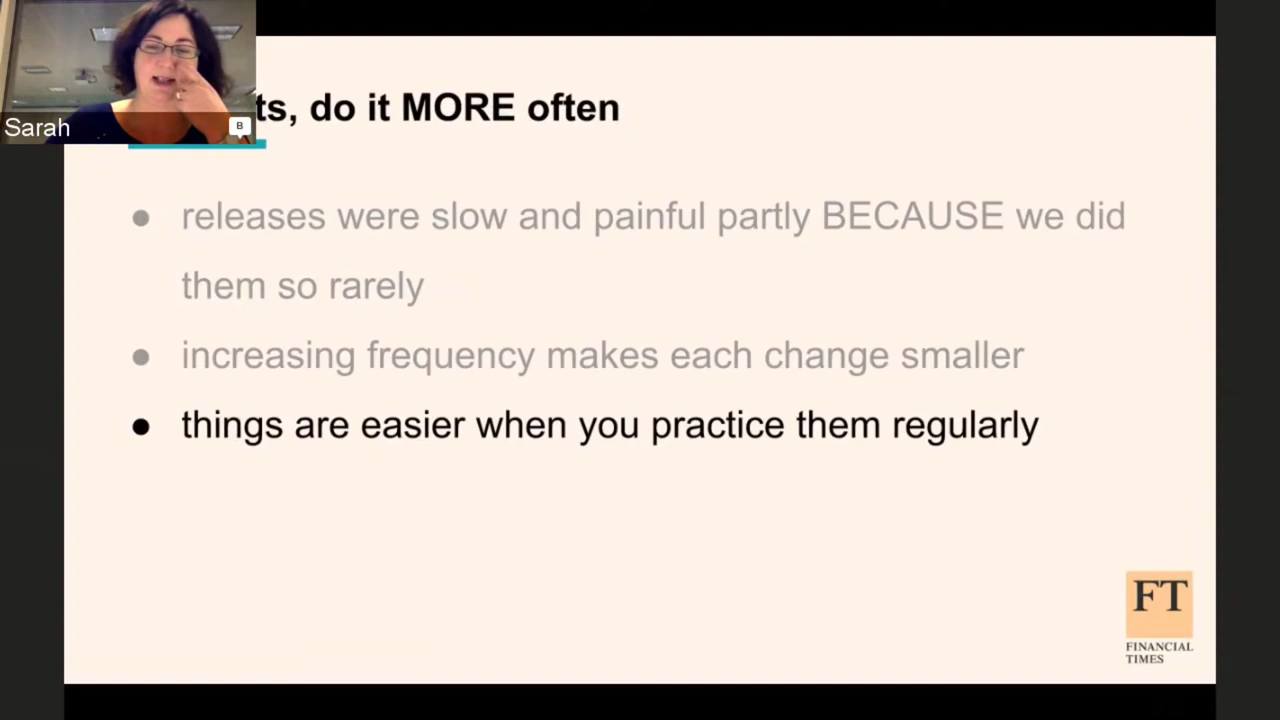 Sarah
B
ts, do it MORE often
● releases were slow and painful partly BECAUSE we did
them so rarely
● increasing frequency makes each change smaller
● things are easier when you practice them regularly
FT
FINANCIAL
TIMES